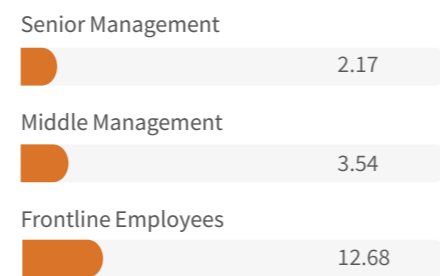 Senior Management
2.17
Middle Management
3.54
Frontline Employees
12.68